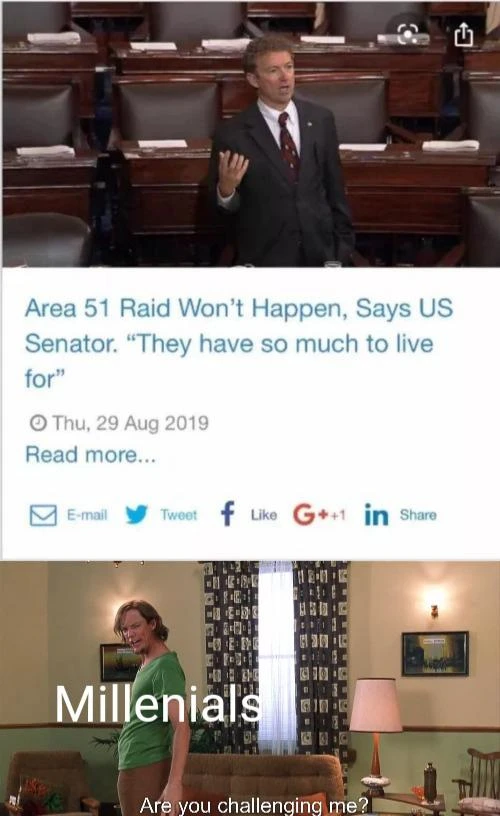 Area 51 Raid Won't Happen, Says US
Senator. “They have so much to live
for”
Thu, 29 Aug 2019
Read more...
E-mail Tweet f Like G++1 in Share
Millenials
Are you challenging me?